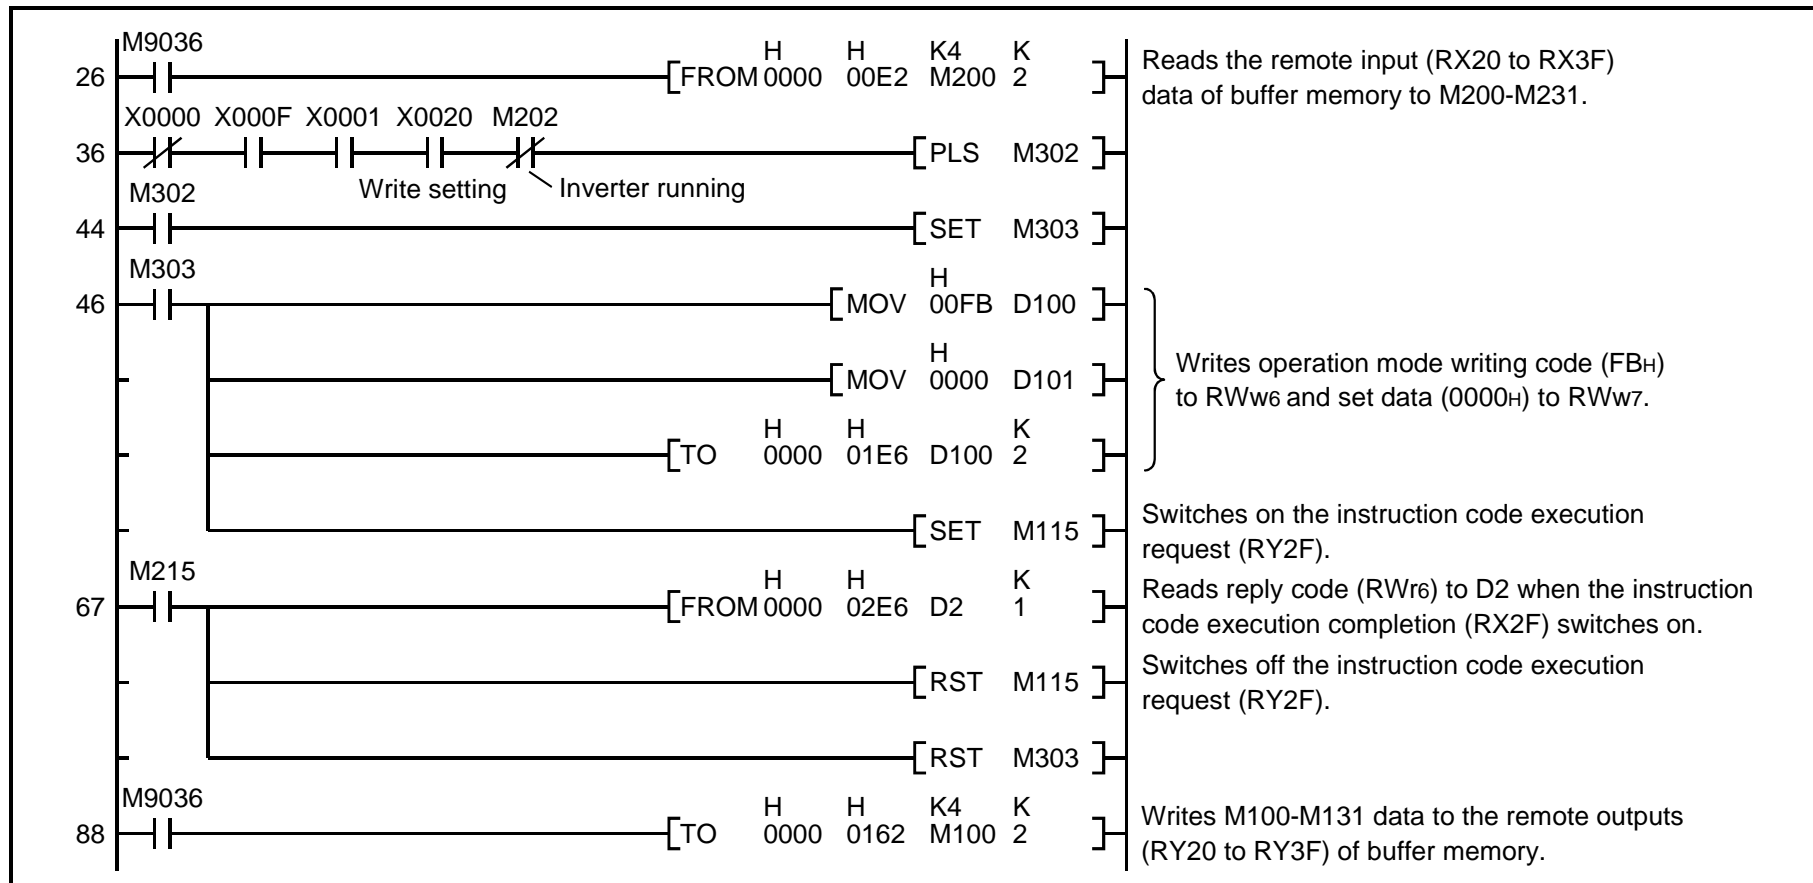 M9036 H H K4 K
26 FROM 0000 00E2 M200 2 Reads the remote input (RX20 to RX3F)
data of buffer memory to M200-M231.
X0000 X000F X0001 X0020 M202
36 PLS M302
Write setting Inverter running
M302
44 SET M303
M303 H
46 MOV 00FB D100
H
MOV 0000 D101 Writes operation mode writing code (FBH)
to RWw6 and set data (0000H) to RWw7.
H H K
TO 0000 01E6 D100 2
SET M115 Switches on the instruction code execution
request (RY2F).
M215 H H K
67 FROM 0000 02E6 D2 1 Reads reply code (RWr6) to D2 when the instruction
code execution completion (RX2F) switches on.
RST M115 Switches off the instruction code execution
request (RY2F).
RST M303
M9036 H H K4 K
88 TO 0000 0162 M100 2 Writes M100-M131 data to the remote outputs
(RY20 to RY3F) of buffer memory.